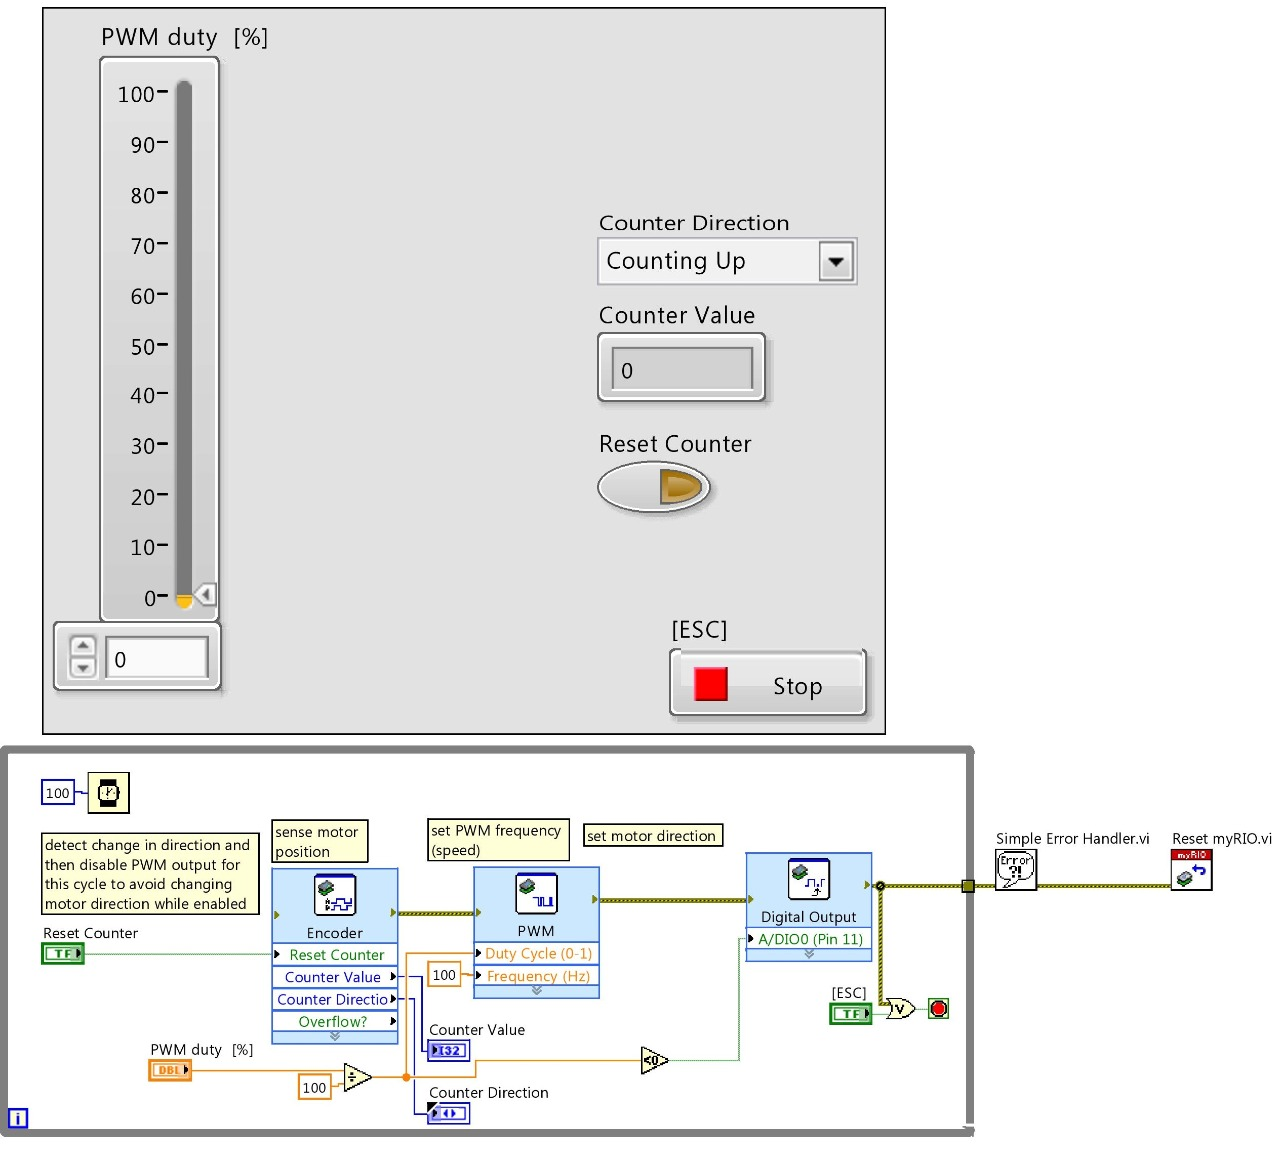 PWM duty [%]
100
90
80
70
60
50
40
30
20
10
0
0
Counter Direction
Counting Up
Counter Value
0
Reset Counter
[ESC]
Stop
100
detect change in direction and
then disable PWM output for
this cycle to avoid changing
motor direction while enabled
sense motor
position
set PWM frequency
(speed)
set motor direction
Reset Counter
TF
Encoder
Reset Counter
Counter Value
Counter Directio
Overflow?
PWM
Duty Cycle (0-1)
100
Frequency (Hz)
Digital Output
A/DIO0 (Pin 11)
[ESC]
TF
V
Counter Value
I32
PWM duty [%]
DBL
100
÷
<0
Counter Direction
i
Simple Error Handler.vi
Error
?!
Reset myRIO.vi
myRIO